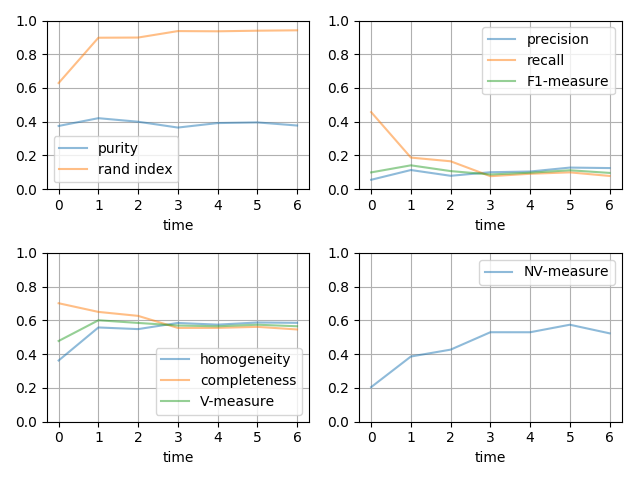 1.0
0.8
0.6
0.4
0.2
0.0
purity
rand index
0 1 2 3 4 5 6
time
1.0
0.8
0.6
0.4
0.2
0.0
precision
recall
F1-measure
0 1 2 3 4 5 6
time
1.0
0.8
0.6
0.4
0.2
0.0
homogeneity
completeness
V-measure
0 1 2 3 4 5 6
time
1.0
0.8
0.6
0.4
0.2
0.0
NV-measure
0 1 2 3 4 5 6
time